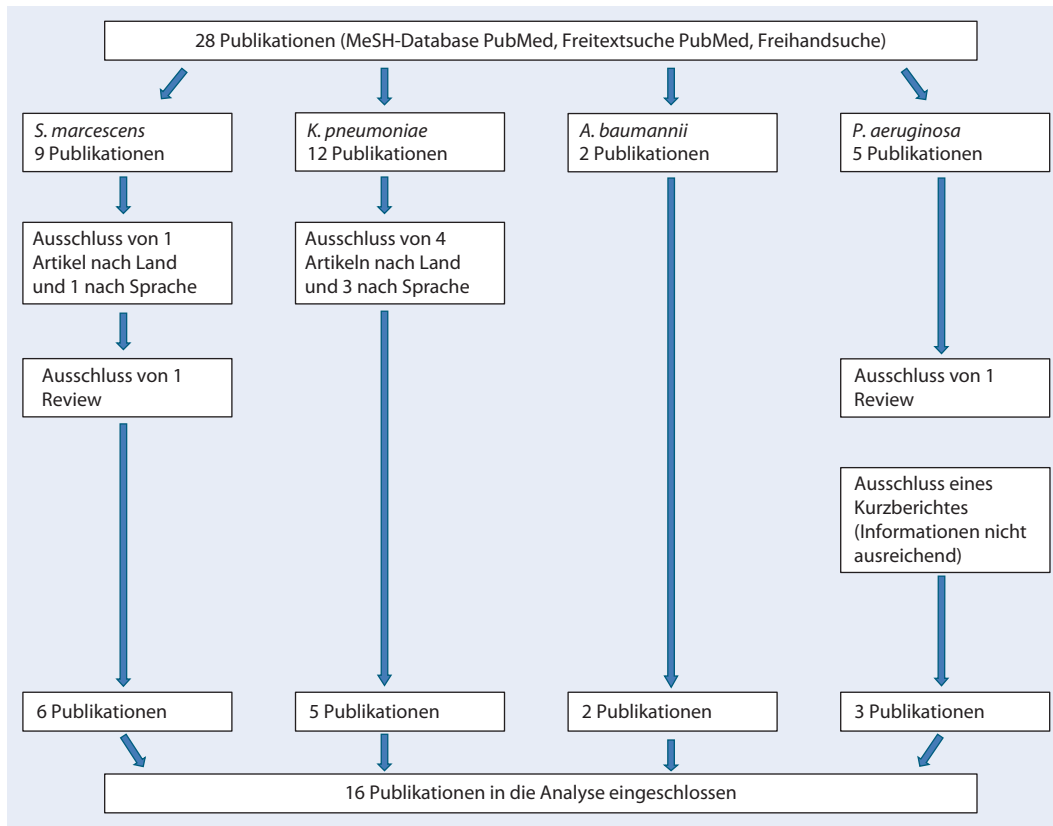 28 Publikationen (MeSH-Database PubMed, Freitextsuche PubMed, Freihandsuche)
S. marcescens
9 Publikationen
K. pneumoniae
12 Publikationen
A. baumannii
2 Publikationen
P. aeruginosa
5 Publikationen
Ausschluss von 1
Artikel nach Land
und 1 nach Sprache
Ausschluss von 4
Artikeln nach Land
und 3 nach Sprache
Ausschluss von 1
Review
Ausschluss von 1
Review
Ausschluss eines
Kurzberichtes
(Informationen nicht
ausreichend)
6 Publikationen
5 Publikationen
2 Publikationen
3 Publikationen
16 Publikationen in die Analyse eingeschlossen